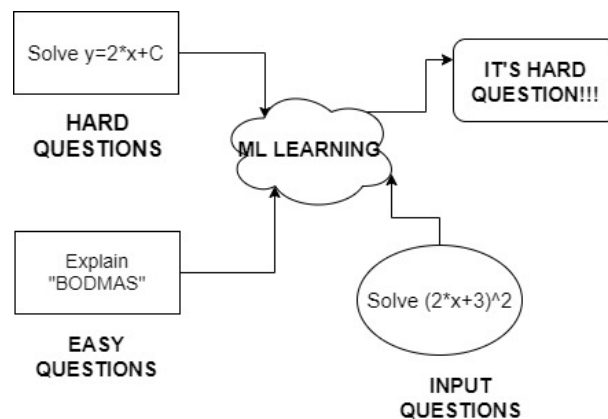 Solve y=2*x+C
HARD
QUESTIONS
IT'S HARD
QUESTION!!!
ML LEARNING
Explain
"BODMAS"
EASY
QUESTIONS
Solve (2*x+3)^2
INPUT
QUESTIONS